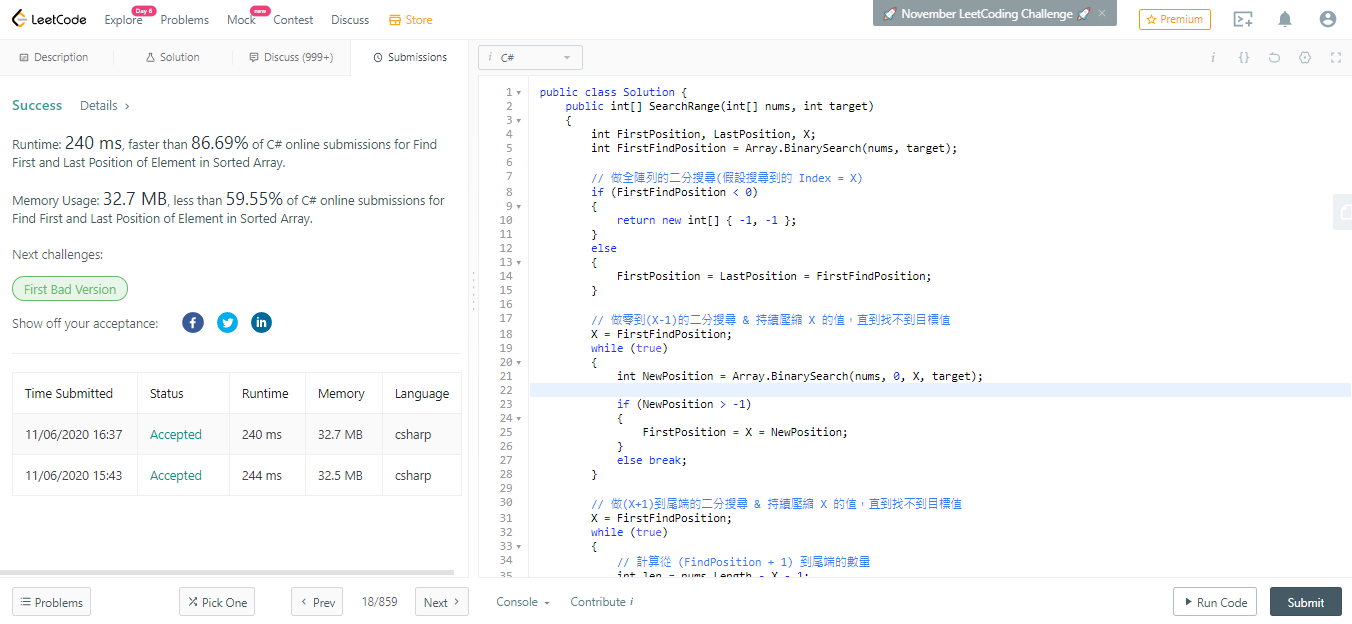 LeetCode Explore Day 6 Problems Mock new Contest Discuss Store 🚀 November LeetCoding Challenge 🚀 × Premium
Description Solution Discuss (999+) Submissions
i C#
i {}
Success Details ›
Runtime: 240 ms, faster than 86.69% of C# online submissions for Find
First and Last Position of Element in Sorted Array.
Memory Usage: 32.7 MB, less than 59.55% of C# online submissions for
Find First and Last Position of Element in Sorted Array.
Next challenges:
First Bad Version
Show off your acceptance:
Time Submitted Status Runtime Memory Language
11/06/2020 16:37 Accepted 240 ms 32.7 MB csharp
11/06/2020 15:43 Accepted 244 ms 32.5 MB csharp
1 public class Solution {
2 public int[] SearchRange(int[] nums, int target)
3 {
4 int FirstPosition, LastPosition, X;
5 int FirstFindPosition = Array.BinarySearch(nums, target);
6
7 // 做全陣列的二分搜尋(假設搜尋到的 Index = X)
8 if (FirstFindPosition < 0)
9 {
10 return new int[] { -1, -1 };
11 }
12 else
13 {
14 FirstPosition = LastPosition = FirstFindPosition;
15 }
16
17 // 做零到(X-1)的二分搜尋 & 持續壓縮 X 的值，直到找不到目標值
18 X = FirstFindPosition;
19 while (true)
20 {
21 int NewPosition = Array.BinarySearch(nums, 0, X, target);
22
23 if (NewPosition > -1)
24 {
25 FirstPosition = X = NewPosition;
26 }
27 else break;
28 }
29
30 // 做(X+1)到尾端的二分搜尋 & 持續壓縮 X 的值，直到找不到目標值
31 X = FirstFindPosition;
32 while (true)
33 {
34 // 計算從 (FindPosition + 1) 到尾端的數量
35 int len = nums.Length - X - 1;
Problems Pick One ‹ Prev 18/859 Next › Console Contribute i Run Code Submit